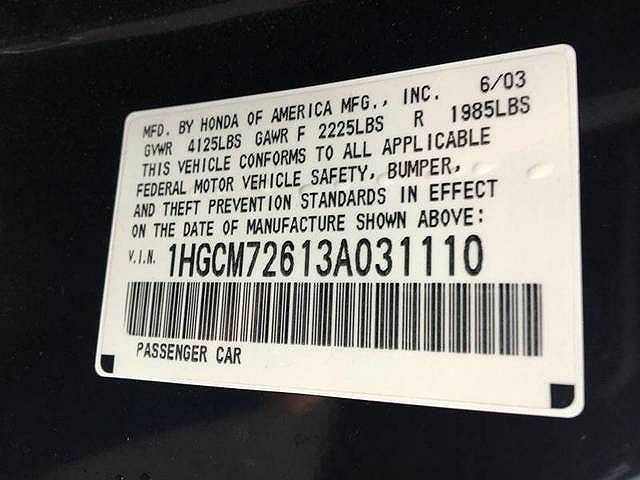 MFD. BY HONDA OF AMERICA MFG., INC. 6/03
GVWR 4125LBS GAWR F 2225LBS R 1985LBS
THIS VEHICLE CONFORMS TO ALL APPLICABLE
FEDERAL MOTOR VEHICLE SAFETY, BUMPER,
AND THEFT PREVENTION STANDARDS IN EFFECT
ON THE DATE OF MANUFACTURE SHOWN ABOVE:
V.I.N. 1HGCM72613A031110
PASSENGER CAR